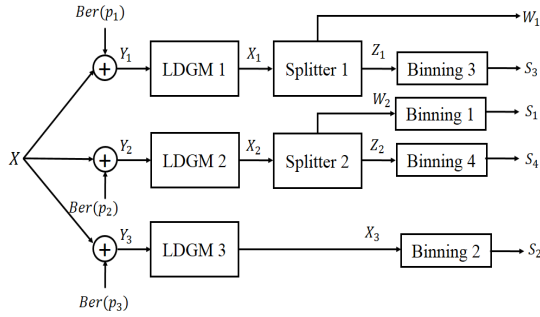 Ber(p₁)
Y₁ LDGM 1 X₁ Splitter 1 W₁
Z₁ Binning 3 S₃
W₂ Binning 1 S₁
X Y₂ LDGM 2 X₂ Splitter 2 Z₂ Binning 4 S₄
Ber(p₂)
Y₃ LDGM 3 X₃ Binning 2 S₂
Ber(p₃)